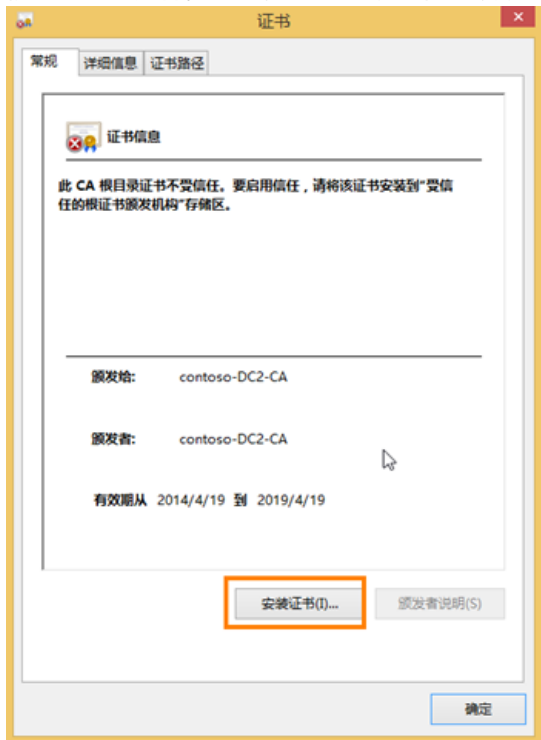 证书
常规 详细信息 证书路径
证书信息
此 CA 根目录证书不受信任。要启用信任，请将该证书安装到“受信
任的根证书颁发机构”存储区。
颁发给: contoso-DC2-CA
颁发者: contoso-DC2-CA
有效期从 2014/4/19 到 2019/4/19
安装证书(I)... 颁发者说明(S)
确定